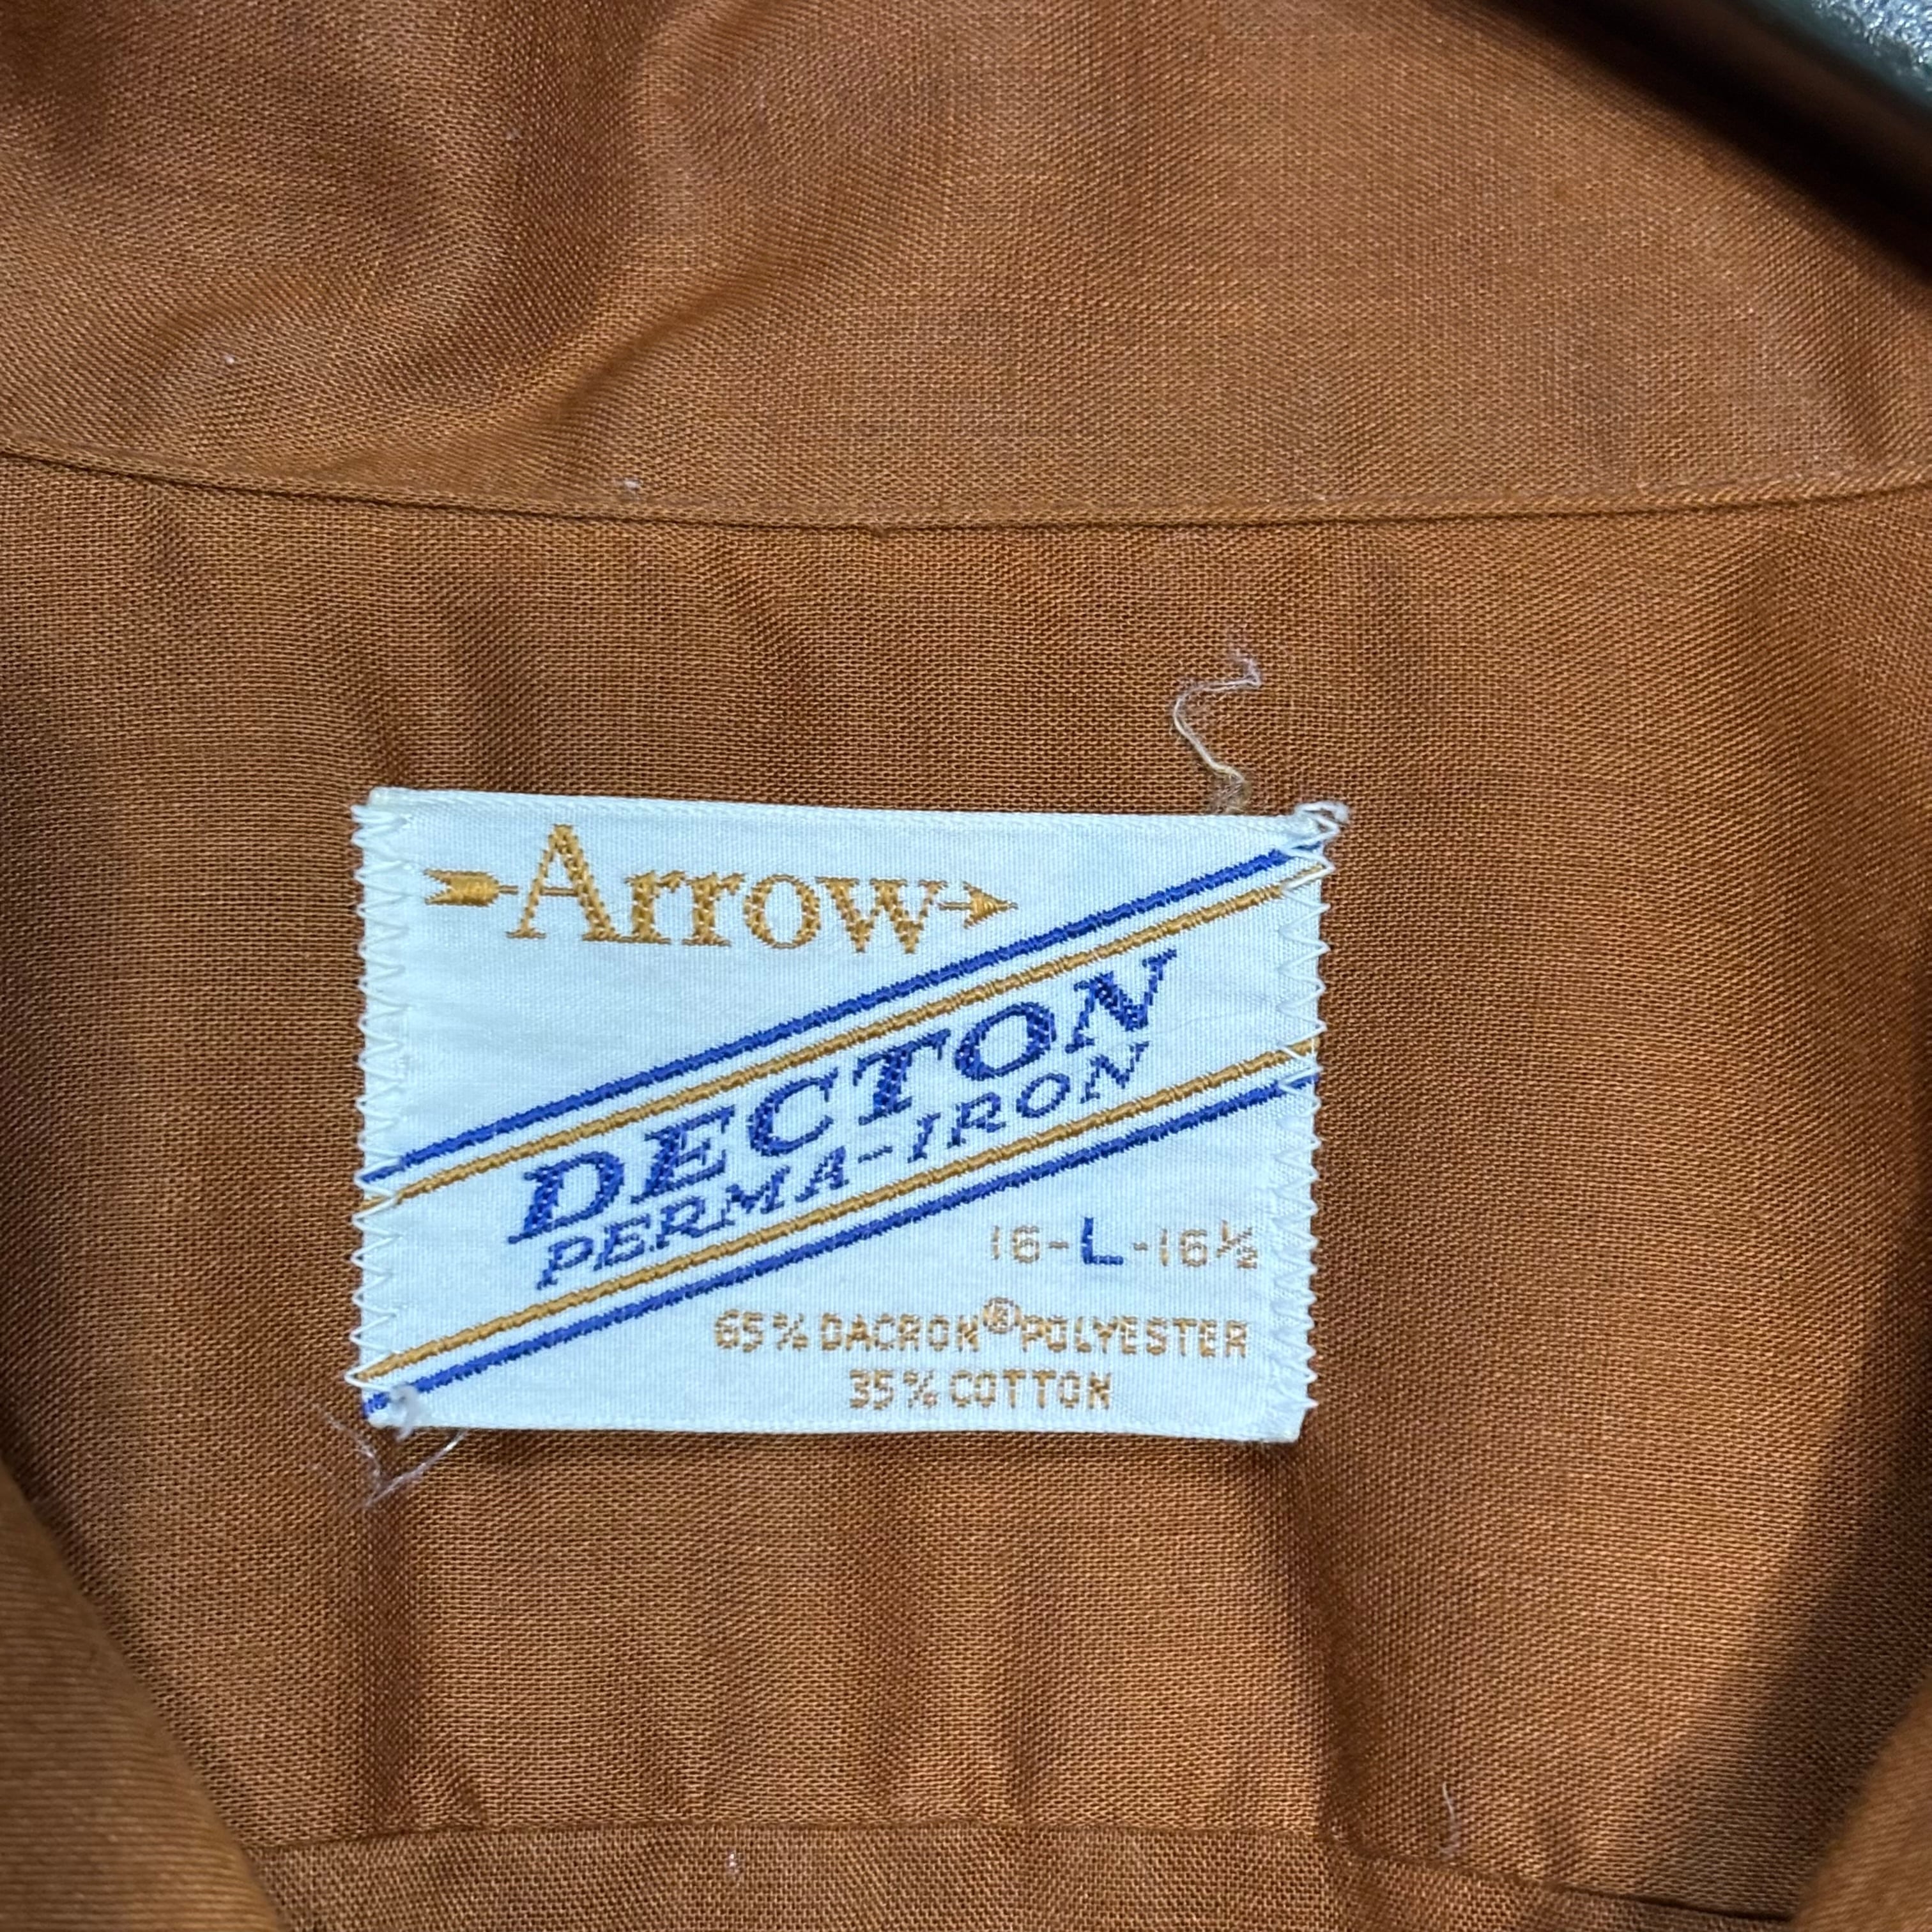 Arrow
DECTON
PERMA-IRON
16-L-16½
65% DACRON® POLYESTER
35% COTTON